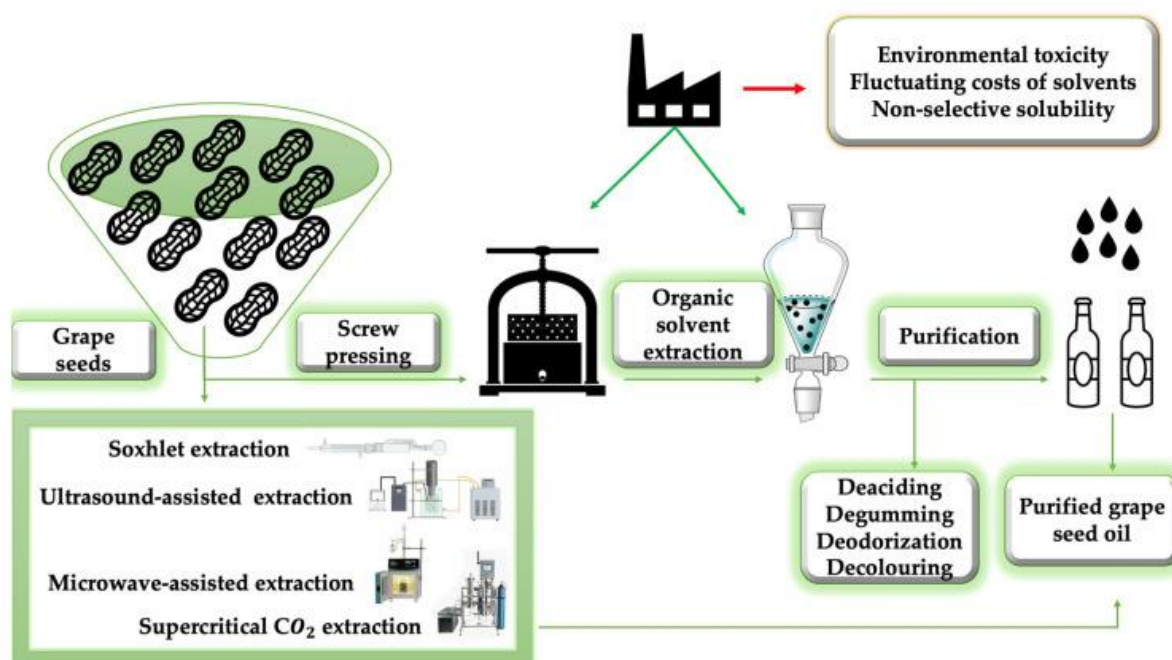 Environmental toxicity
Fluctuating costs of solvents
Non-selective solubility
Grape
seeds
Screw
pressing
Organic
solvent
extraction
Purification
Soxhlet extraction
Ultrasound-assisted extraction
Microwave-assisted extraction
Supercritical CO₂ extraction
Deaciding
Degumming
Deodorization
Decolouring
Purified grape
seed oil